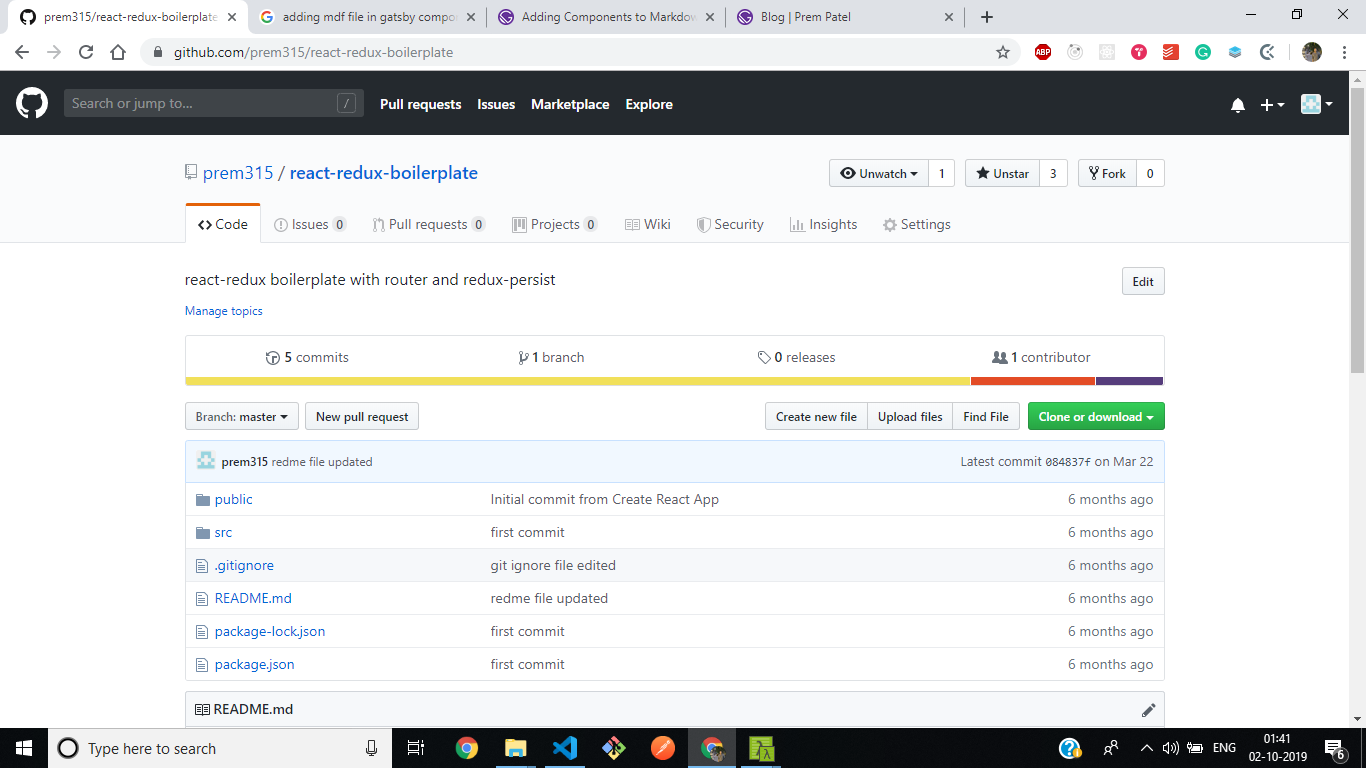 prem315/react-redux-boilerplate
adding mdf file in gatsby compo
Adding Components to Markdow
Blog | Prem Patel
github.com/prem315/react-redux-boilerplate
ABP
Search or jump to... /
Pull requests Issues Marketplace Explore
prem315 / react-redux-boilerplate
Unwatch 1 Unstar 3 Fork 0
Code Issues 0 Pull requests 0 Projects 0 Wiki Security Insights Settings
react-redux boilerplate with router and redux-persist
Edit
Manage topics
5 commits 1 branch 0 releases 1 contributor
Branch: master New pull request Create new file Upload files Find File Clone or download
prem315 redme file updated Latest commit 084837f on Mar 22
public Initial commit from Create React App 6 months ago
src first commit 6 months ago
.gitignore git ignore file edited 6 months ago
README.md redme file updated 6 months ago
package-lock.json first commit 6 months ago
package.json first commit 6 months ago
README.md
Type here to search
ENG
01:41
02-10-2019
6